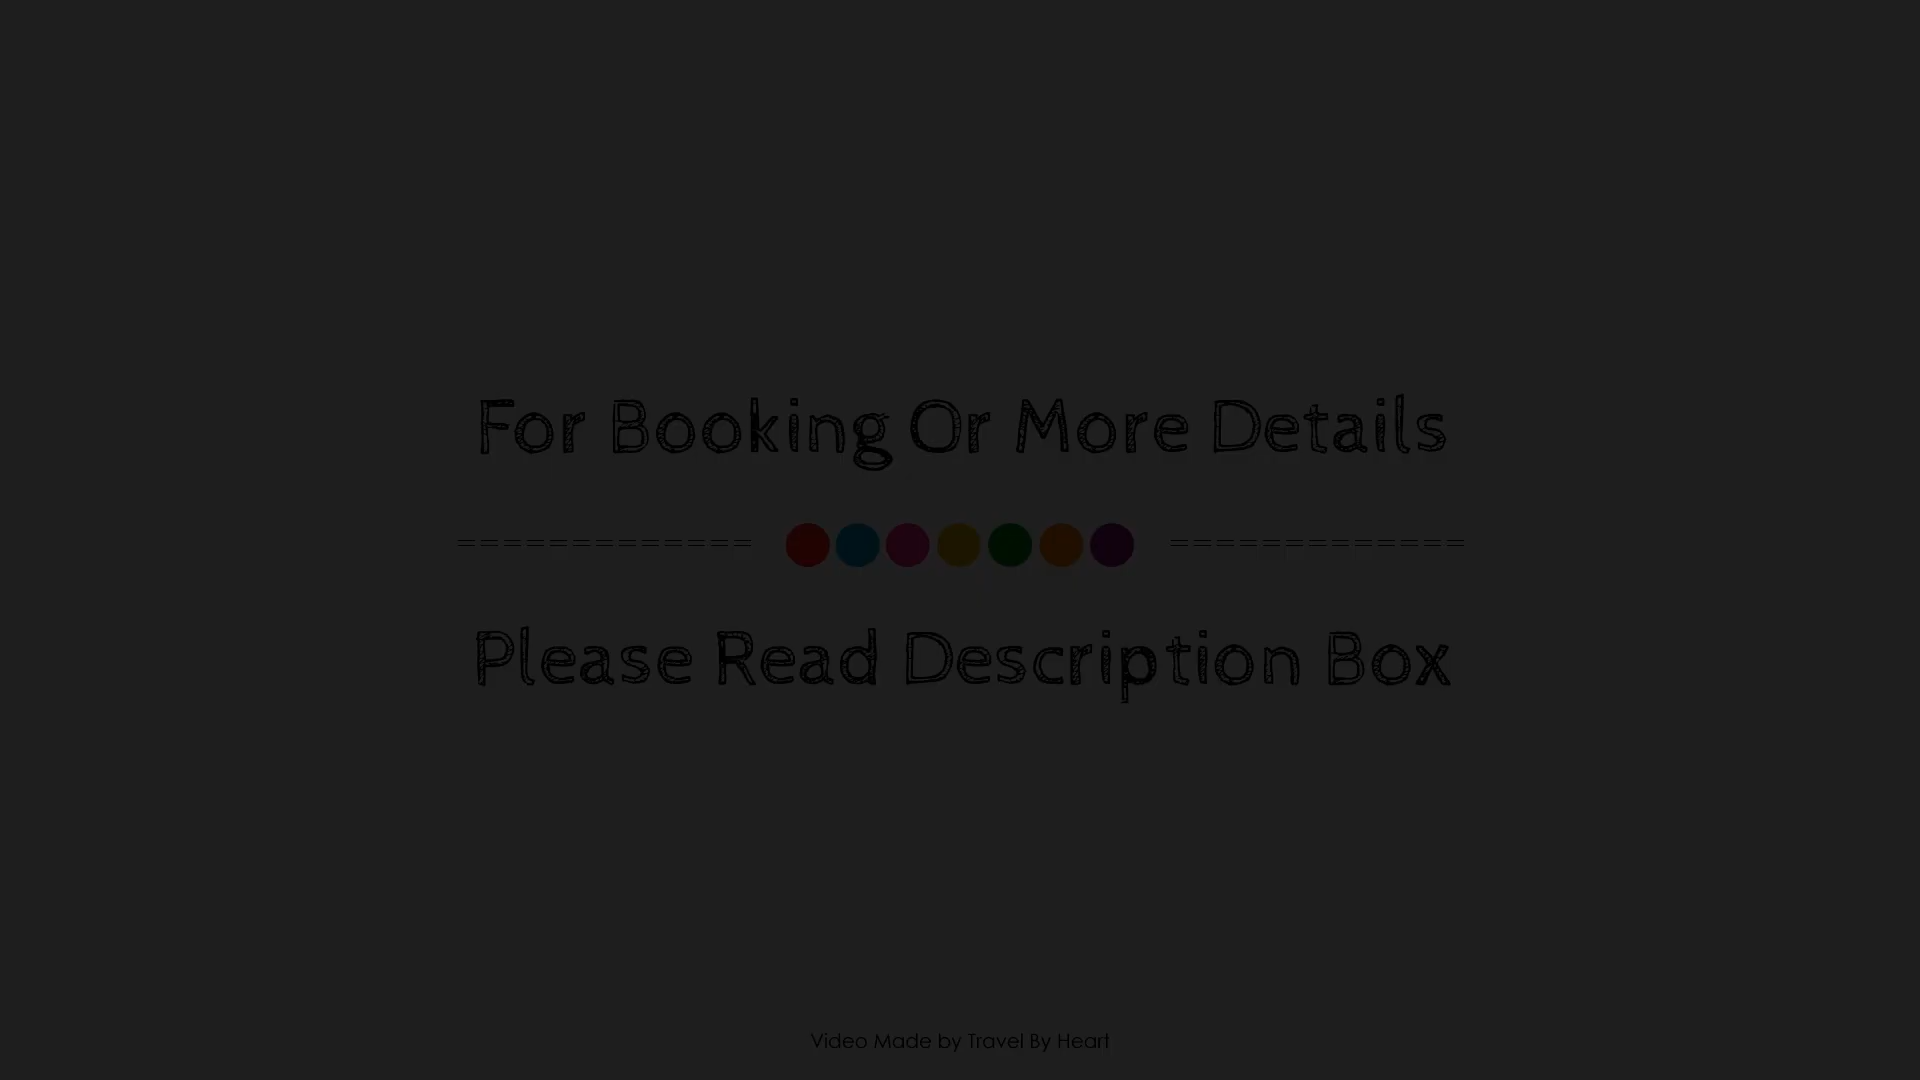 For Booking Or More Details
============= =============
Please Read Description Box
Video Made by Travel By Heart